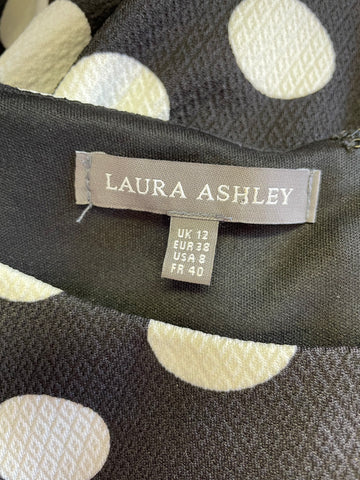 LAURA ASHLEY
UK 12
EUR 38
USA 8
FR 40